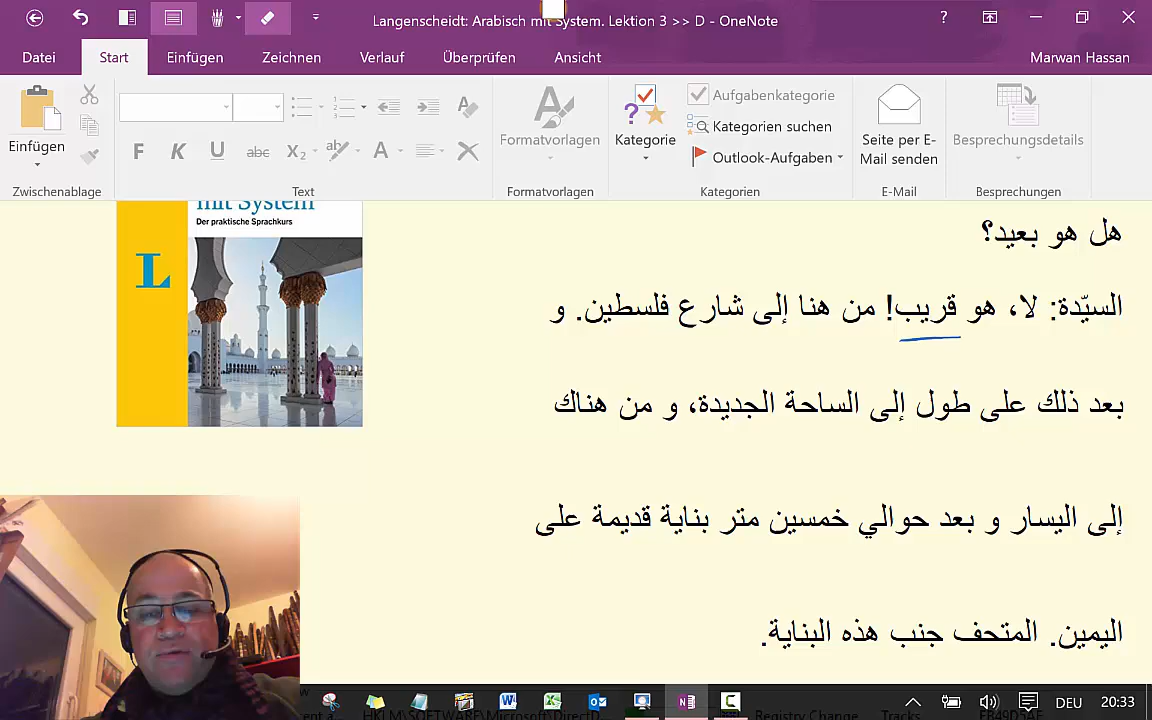 Langenscheidt: Arabisch mit System. Lektion 3 >> D - OneNote
?
Datei Start Einfügen Zeichnen Verlauf Überprüfen Ansicht Marwan Hassan
Einfügen
F K U abc X₂ ab A
Formatvorlagen
Kategorie
Aufgabenkategorie
Kategorien suchen
Outlook-Aufgaben
Seite per E-
Mail senden
Besprechungsdetails
Zwischenablage Text Formatvorlagen Kategorien E-Mail Besprechungen
mit System
Der praktische Sprachkurs
L
هل هو بعيد؟
السيّدة: لا، هو قريب! من هنا إلى شارع فلسطين. و
بعد ذلك على طول إلى الساحة الجديدة، و من هناك
إلى اليسار و بعد حوالي خمسين متر بناية قديمة على
اليمين. المتحف جنب هذه البناية.
DEU 20:33